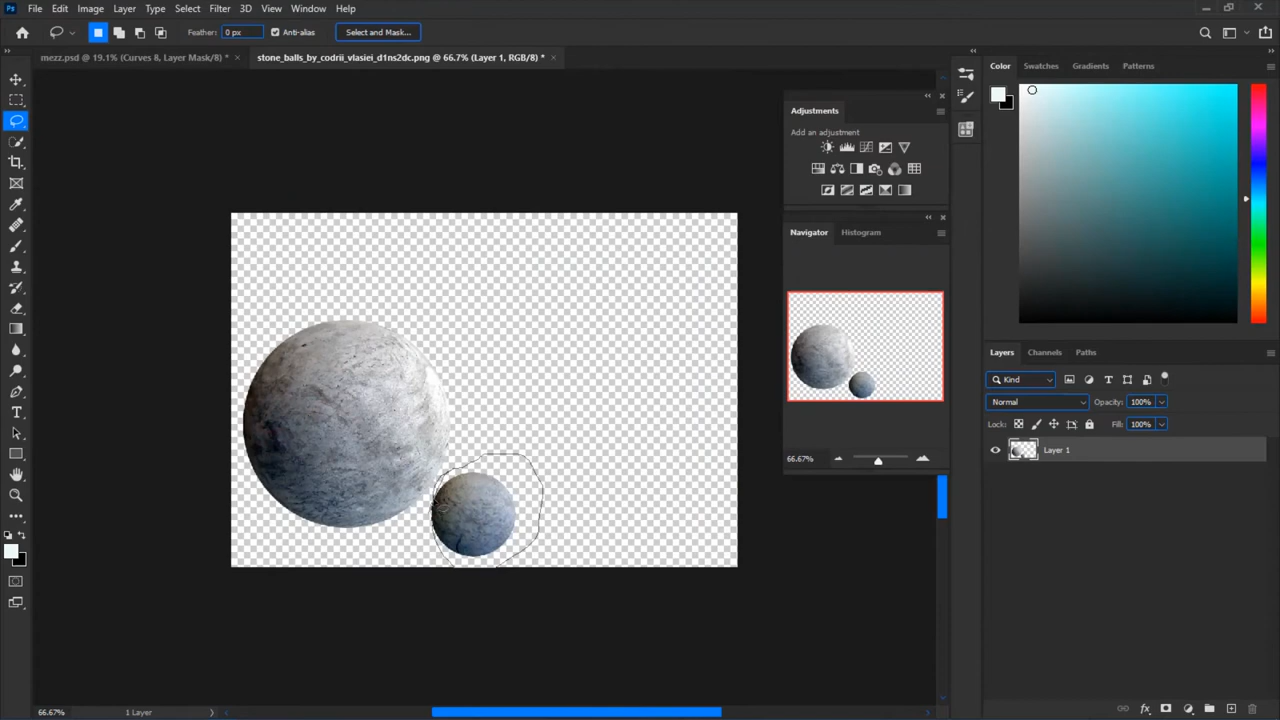 Ps File Edit Image Layer Type Select Filter 3D View Window Help
Feather: 0 px Anti-alias Select and Mask...
mezz.psd @ 19.1% (Curves 8, Layer Mask/8) * × stone_balls_by_codrii_vlasiei_d1ns2dc.png @ 66.7% (Layer 1, RGB/8) * ×
Color Swatches Gradients Patterns
Adjustments
Add an adjustment
Navigator Histogram
66.67%
Layers Channels Paths
Kind
Normal Opacity: 100%
Lock: Fill: 100%
Layer 1
66.67% 1 Layer